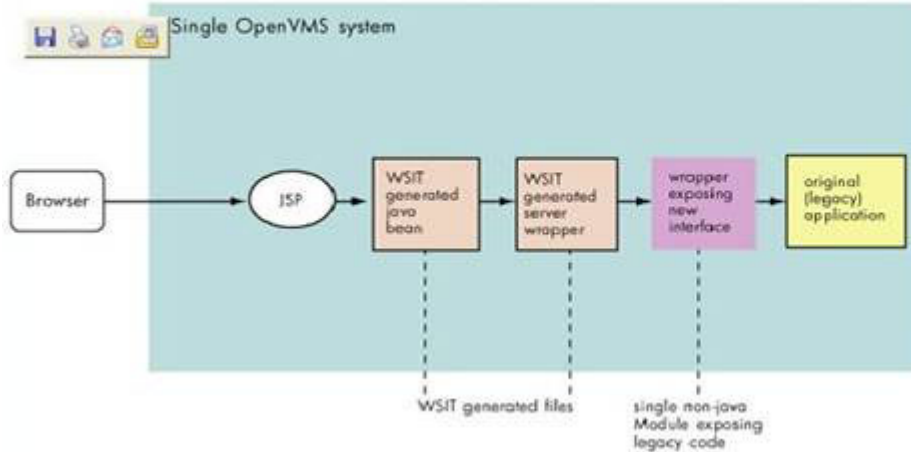 Single OpenVMS system
Browser
JSP
WSIT
generated
java
bean
WSIT
generated
server
wrapper
wrapper
exposing
new
interface
original
(legacy)
application
WSIT generated files
single non-java
Module exposing
legacy code